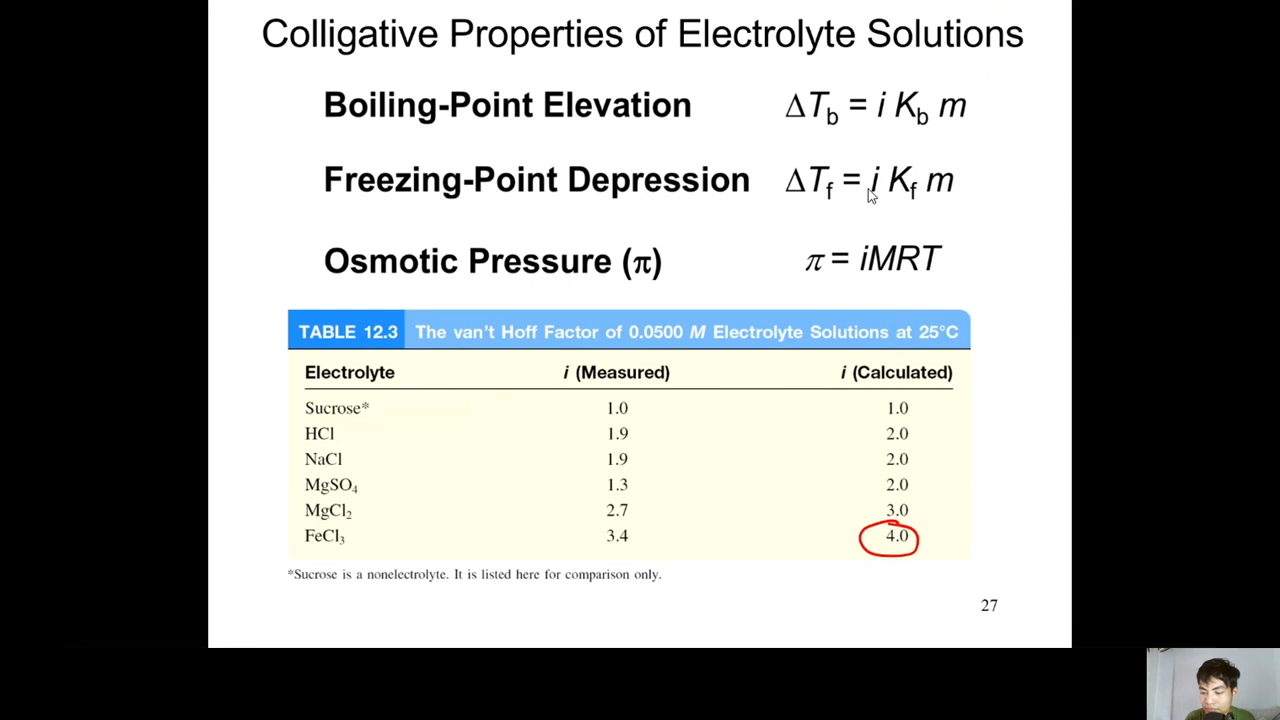 Colligative Properties of Electrolyte Solutions
Boiling-Point Elevation ΔT_b = i K_b m
Freezing-Point Depression ΔT_f = i K_f m
Osmotic Pressure (π) π = iMRT
TABLE 12.3 The van't Hoff Factor of 0.0500 M Electrolyte Solutions at 25°C
Electrolyte i (Measured) i (Calculated)
Sucrose* 1.0 1.0
HCl 1.9 2.0
NaCl 1.9 2.0
MgSO₄ 1.3 2.0
MgCl₂ 2.7 3.0
FeCl₃ 3.4 4.0
*Sucrose is a nonelectrolyte. It is listed here for comparison only.
27